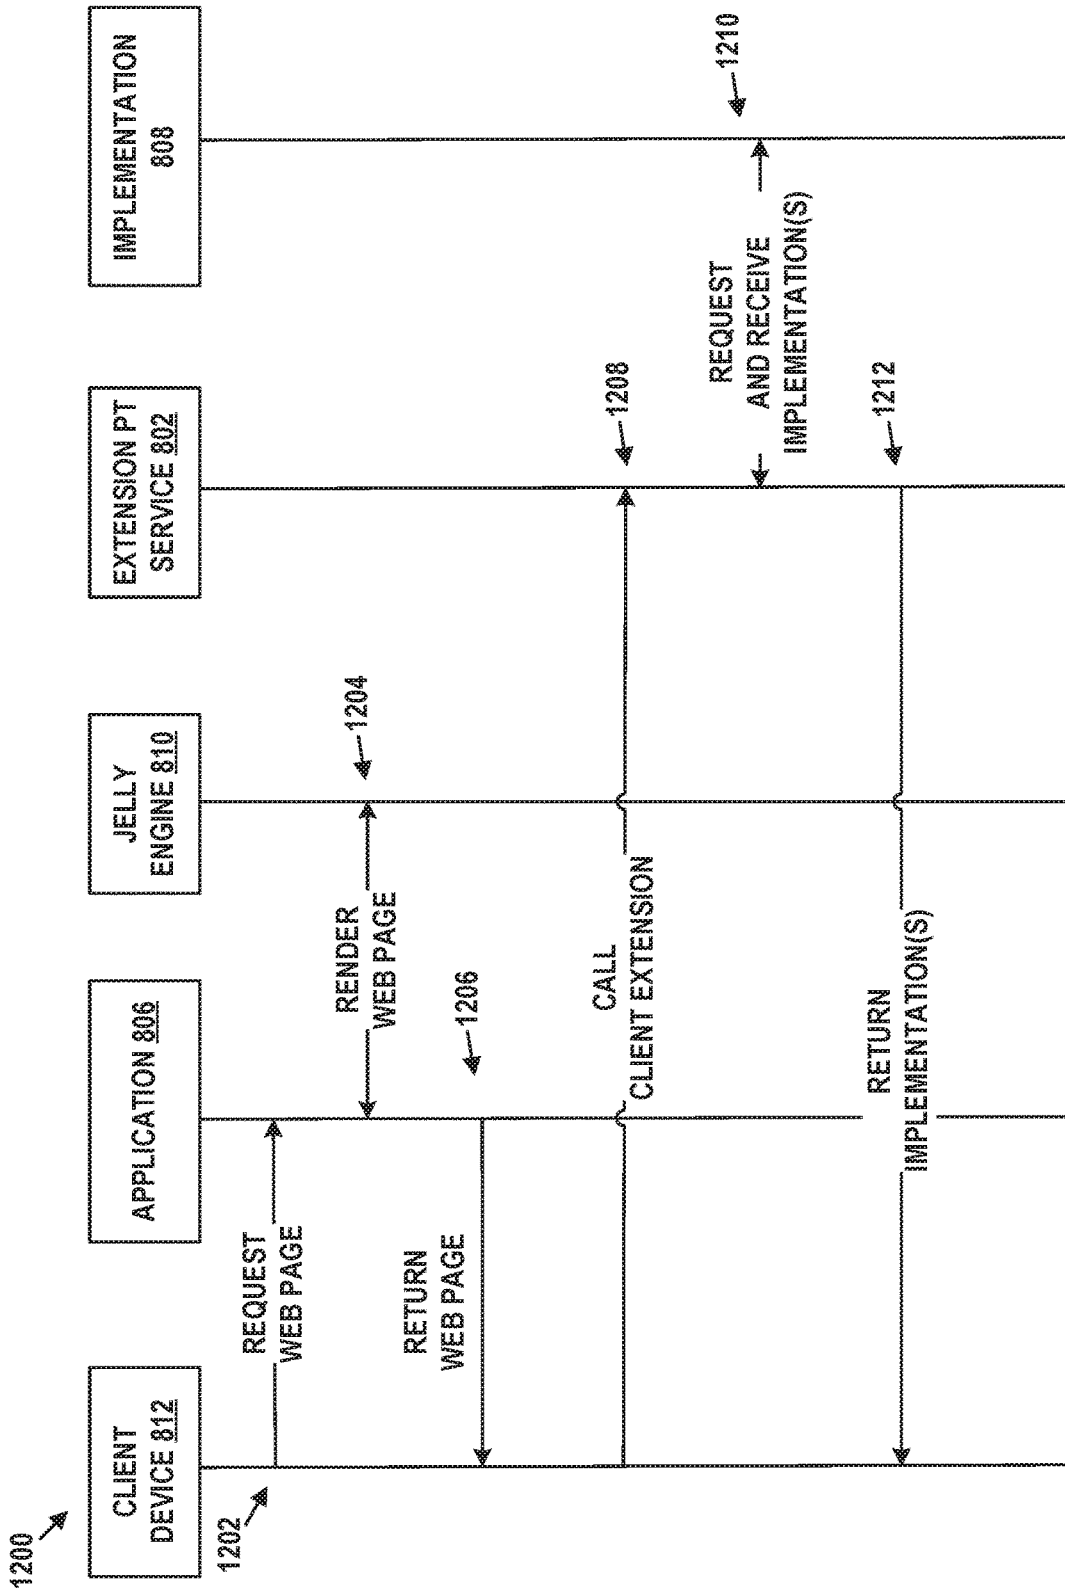 1200
CLIENT
DEVICE 812
APPLICATION 806
JELLY
ENGINE 810
EXTENSION PT
SERVICE 802
IMPLEMENTATION
808
1202
REQUEST
WEB PAGE
RENDER
WEB PAGE
1204
RETURN
WEB PAGE
1206
CALL
CLIENT EXTENSION
1208
REQUEST
AND RECEIVE
IMPLEMENTATION(S)
1210
RETURN
IMPLEMENTATION(S)
1212